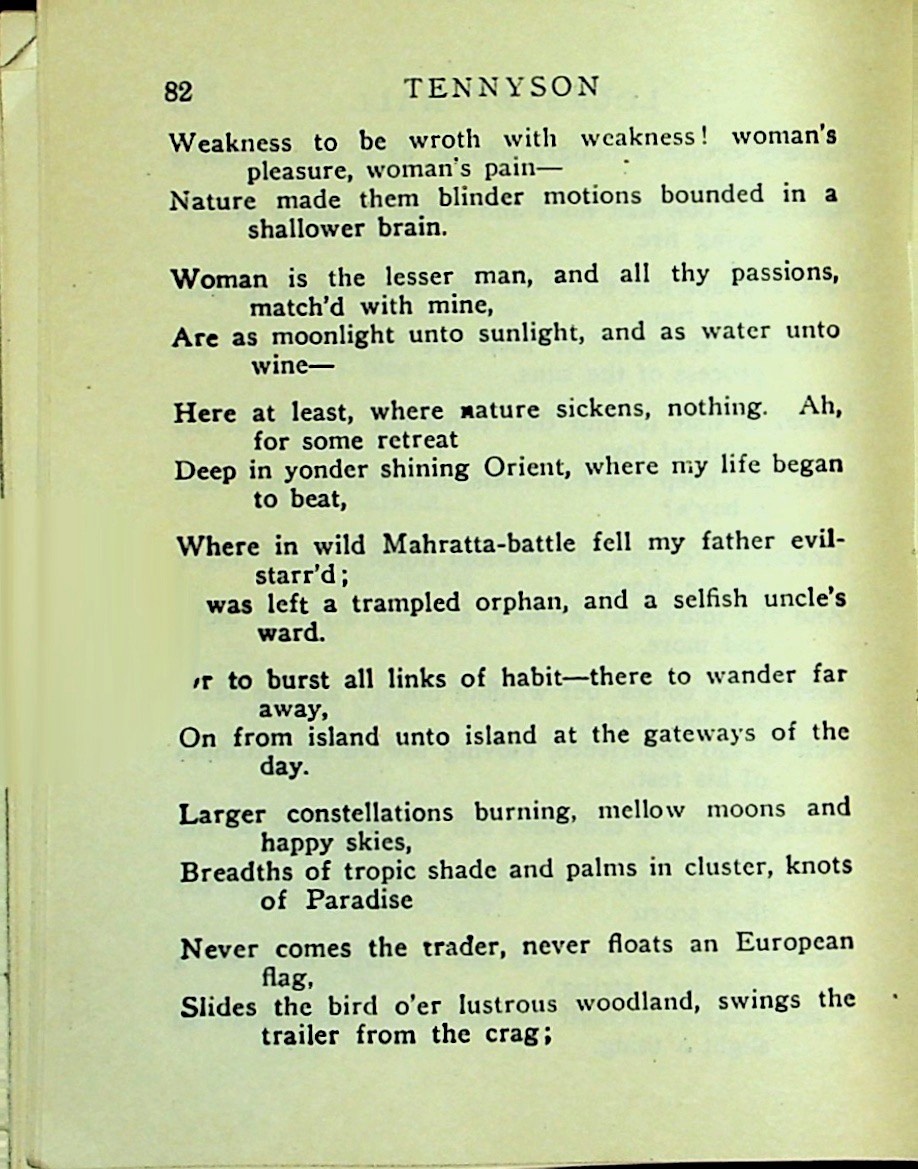 82 TENNYSON
Weakness to be wroth with weakness! woman's
pleasure, woman's pain—
Nature made them blinder motions bounded in a
shallower brain.
Woman is the lesser man, and all thy passions,
match'd with mine,
Are as moonlight unto sunlight, and as water unto
wine—
Here at least, where nature sickens, nothing. Ah,
for some retreat
Deep in yonder shining Orient, where my life began
to beat,
Where in wild Mahratta-battle fell my father evil-
starr'd;
was left a trampled orphan, and a selfish uncle's
ward.
r to burst all links of habit—there to wander far
away,
On from island unto island at the gateways of the
day.
Larger constellations burning, mellow moons and
happy skies,
Breadths of tropic shade and palms in cluster, knots
of Paradise
Never comes the trader, never floats an European
flag,
Slides the bird o'er lustrous woodland, swings the
trailer from the crag;